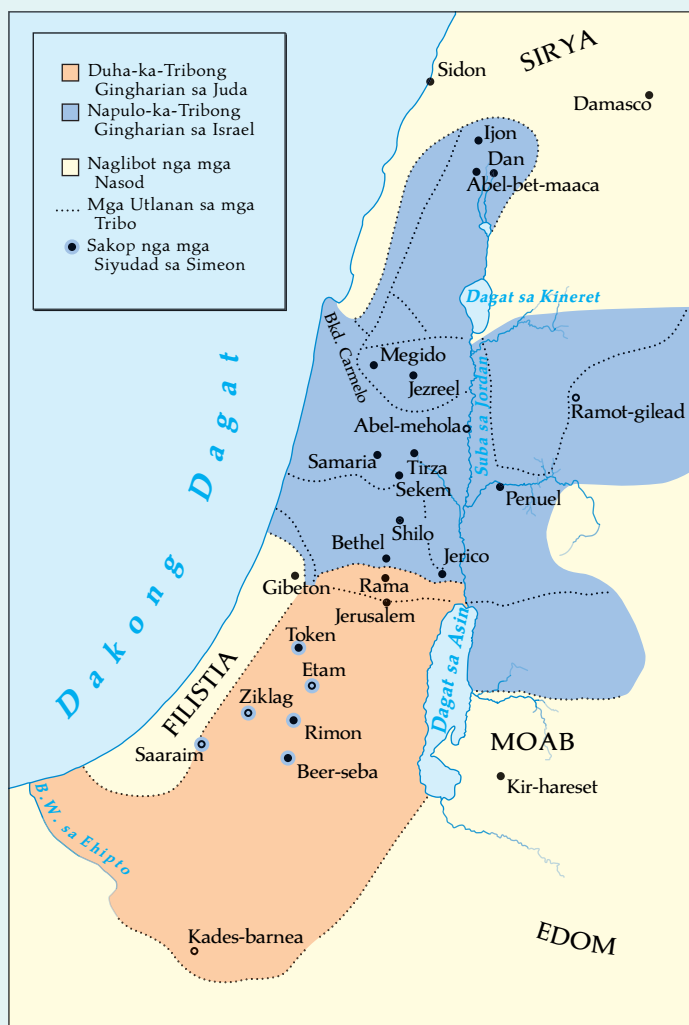 Duha-ka-Tribong
Gingharian sa Juda
Napulo-ka-Tribong
Gingharian sa Israel
Naglibot nga mga
Nasod
Mga Utlanan sa mga
Tribo
Sakop nga mga
Siyudad sa Simeon
SIRYA
Sidon
Damasco
Ijon
Dan
Abel-bet-maaca
Dagat sa Kineret
Bkd. Carmelo
Megido
Jezreel
Suba sa Jordan
Ramot-gilead
Abel-mehola
Samaria
Tirza
Sekem
Penuel
Shilo
Bethel
Jerico
Gibeton
Rama
Jerusalem
Dakong Dagat
Token
Etam
Dagat sa Asin
FILISTIA
Ziklag
Rimon
Saaraim
MOAB
Beer-seba
Kir-hareset
B.W. sa Ehipto
Kades-barnea
EDOM